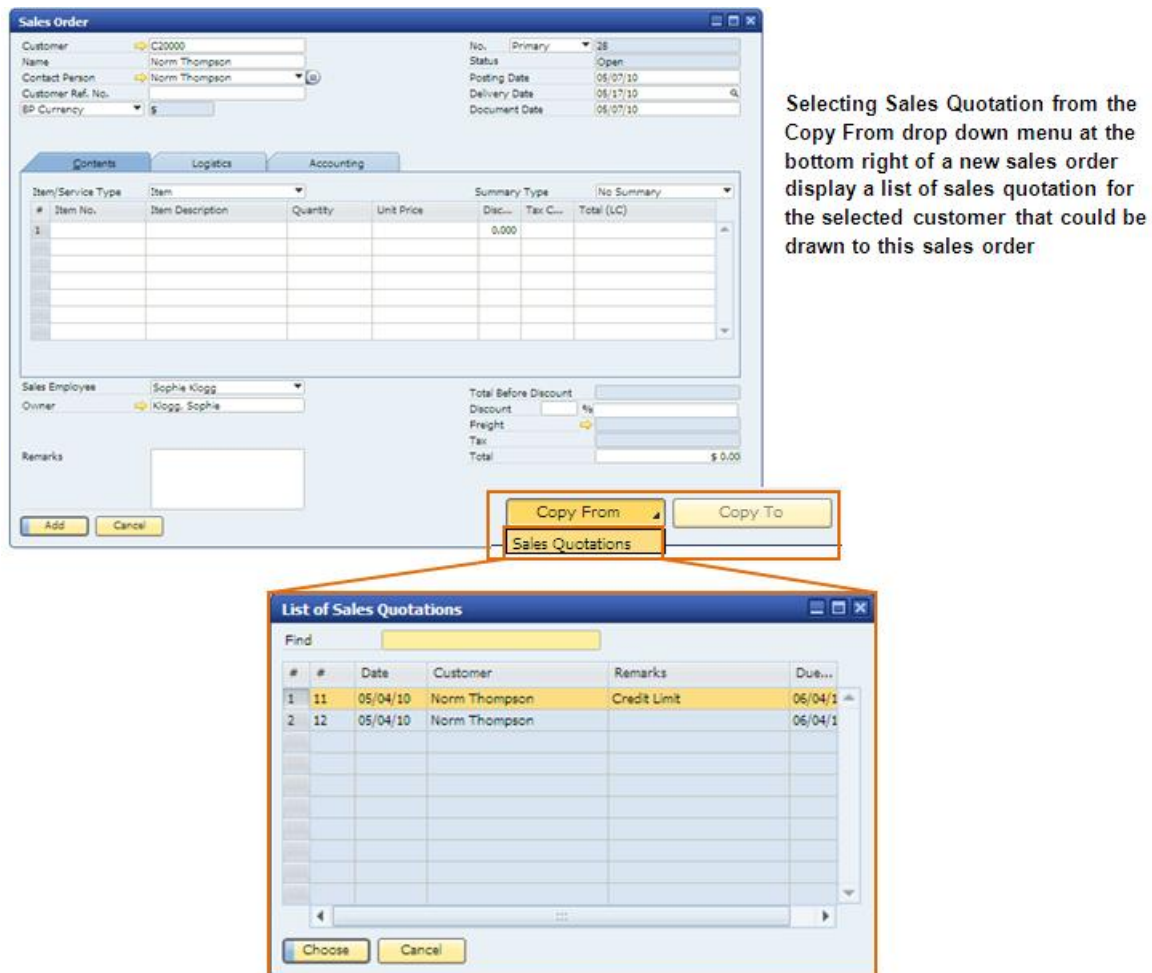 Sales Order
Customer C20000 No. Primary 28
Name Norm Thompson Status Open
Contact Person Norm Thompson Posting Date 05/07/10
Customer Ref. No. Delivery Date 05/17/10
BP Currency $ Document Date 05/07/10
Selecting Sales Quotation from the
Copy From drop down menu at the
bottom right of a new sales order
display a list of sales quotation for
the selected customer that could be
drawn to this sales order
Contents Logistics Accounting
Item/Service Type Item Summary Type No Summary
# Item No. Item Description Quantity Unit Price Disc... Tax C... Total (LC)
1 0.000
Sales Employee Sophie Klogg Total Before Discount
Owner Klogg, Sophie Discount %
Freight
Tax
Remarks Total $ 0.00
Add Cancel Copy From Copy To
Sales Quotations
List of Sales Quotations
Find
# # Date Customer Remarks Due...
1 11 05/04/10 Norm Thompson Credit Limit 06/04/1
2 12 05/04/10 Norm Thompson 06/04/1
Choose Cancel